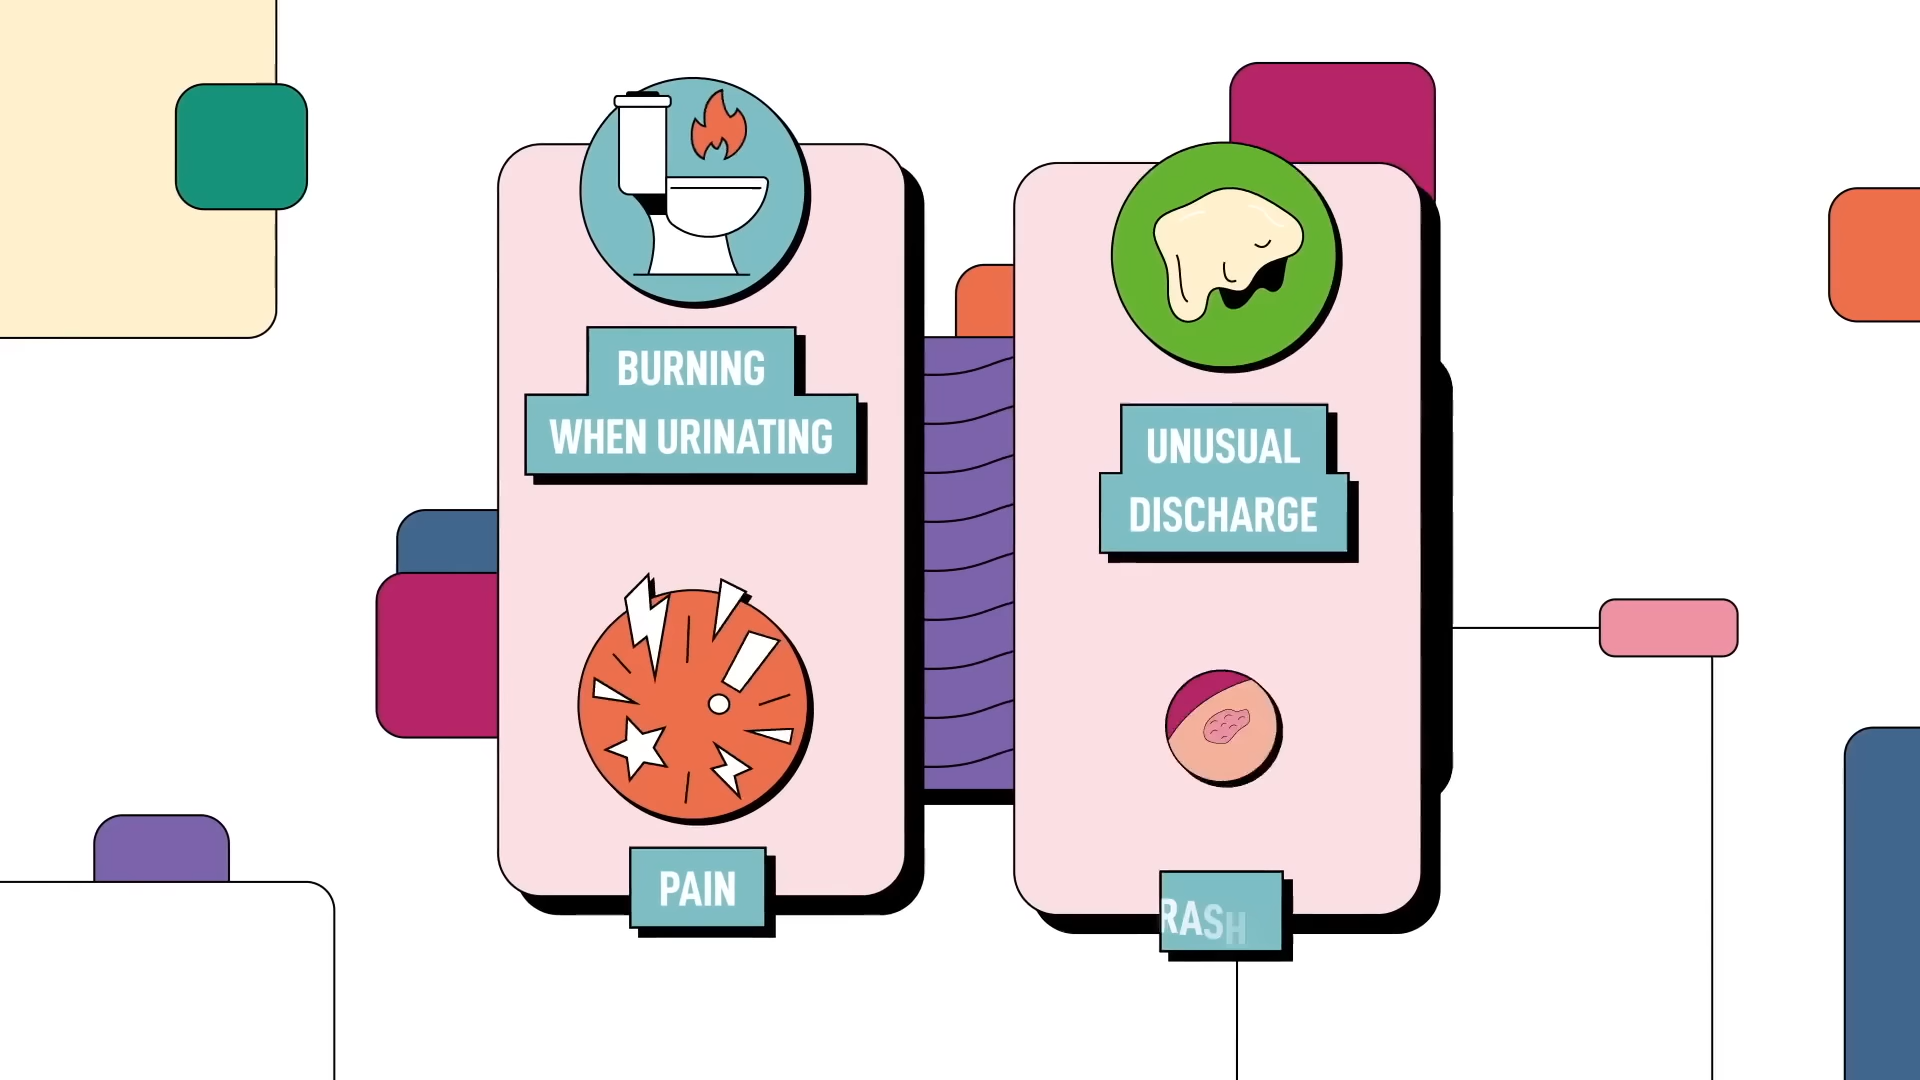 BURNING
WHEN URINATING
PAIN
UNUSUAL
DISCHARGE
RASH